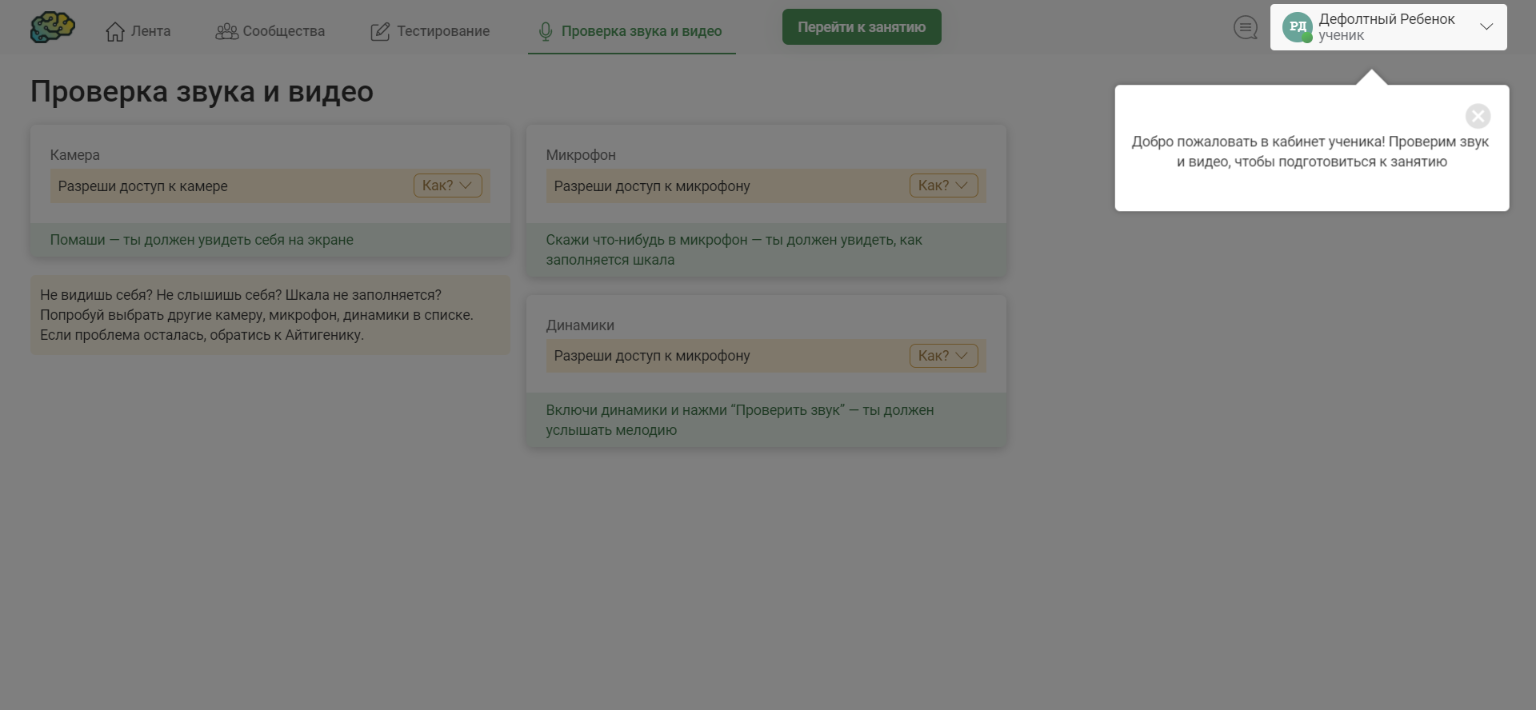 Лента
Сообщества
Тестирование
Проверка звука и видео
Перейти к занятию
РД
Дефолтный Ребенок
ученик
Проверка звука и видео
Добро пожаловать в кабинет ученика! Проверим звук
и видео, чтобы подготовиться к занятию
Камера
Разреши доступ к камере
Как?
Помаши — ты должен увидеть себя на экране
Не видишь себя? Не слышишь себя? Шкала не заполняется?
Попробуй выбрать другие камеру, микрофон, динамики в списке.
Если проблема осталась, обратись к Айтигенику.
Микрофон
Разреши доступ к микрофону
Как?
Скажи что-нибудь в микрофон — ты должен увидеть, как
заполняется шкала
Динамики
Разреши доступ к микрофону
Как?
Включи динамики и нажми “Проверить звук” — ты должен
услышать мелодию